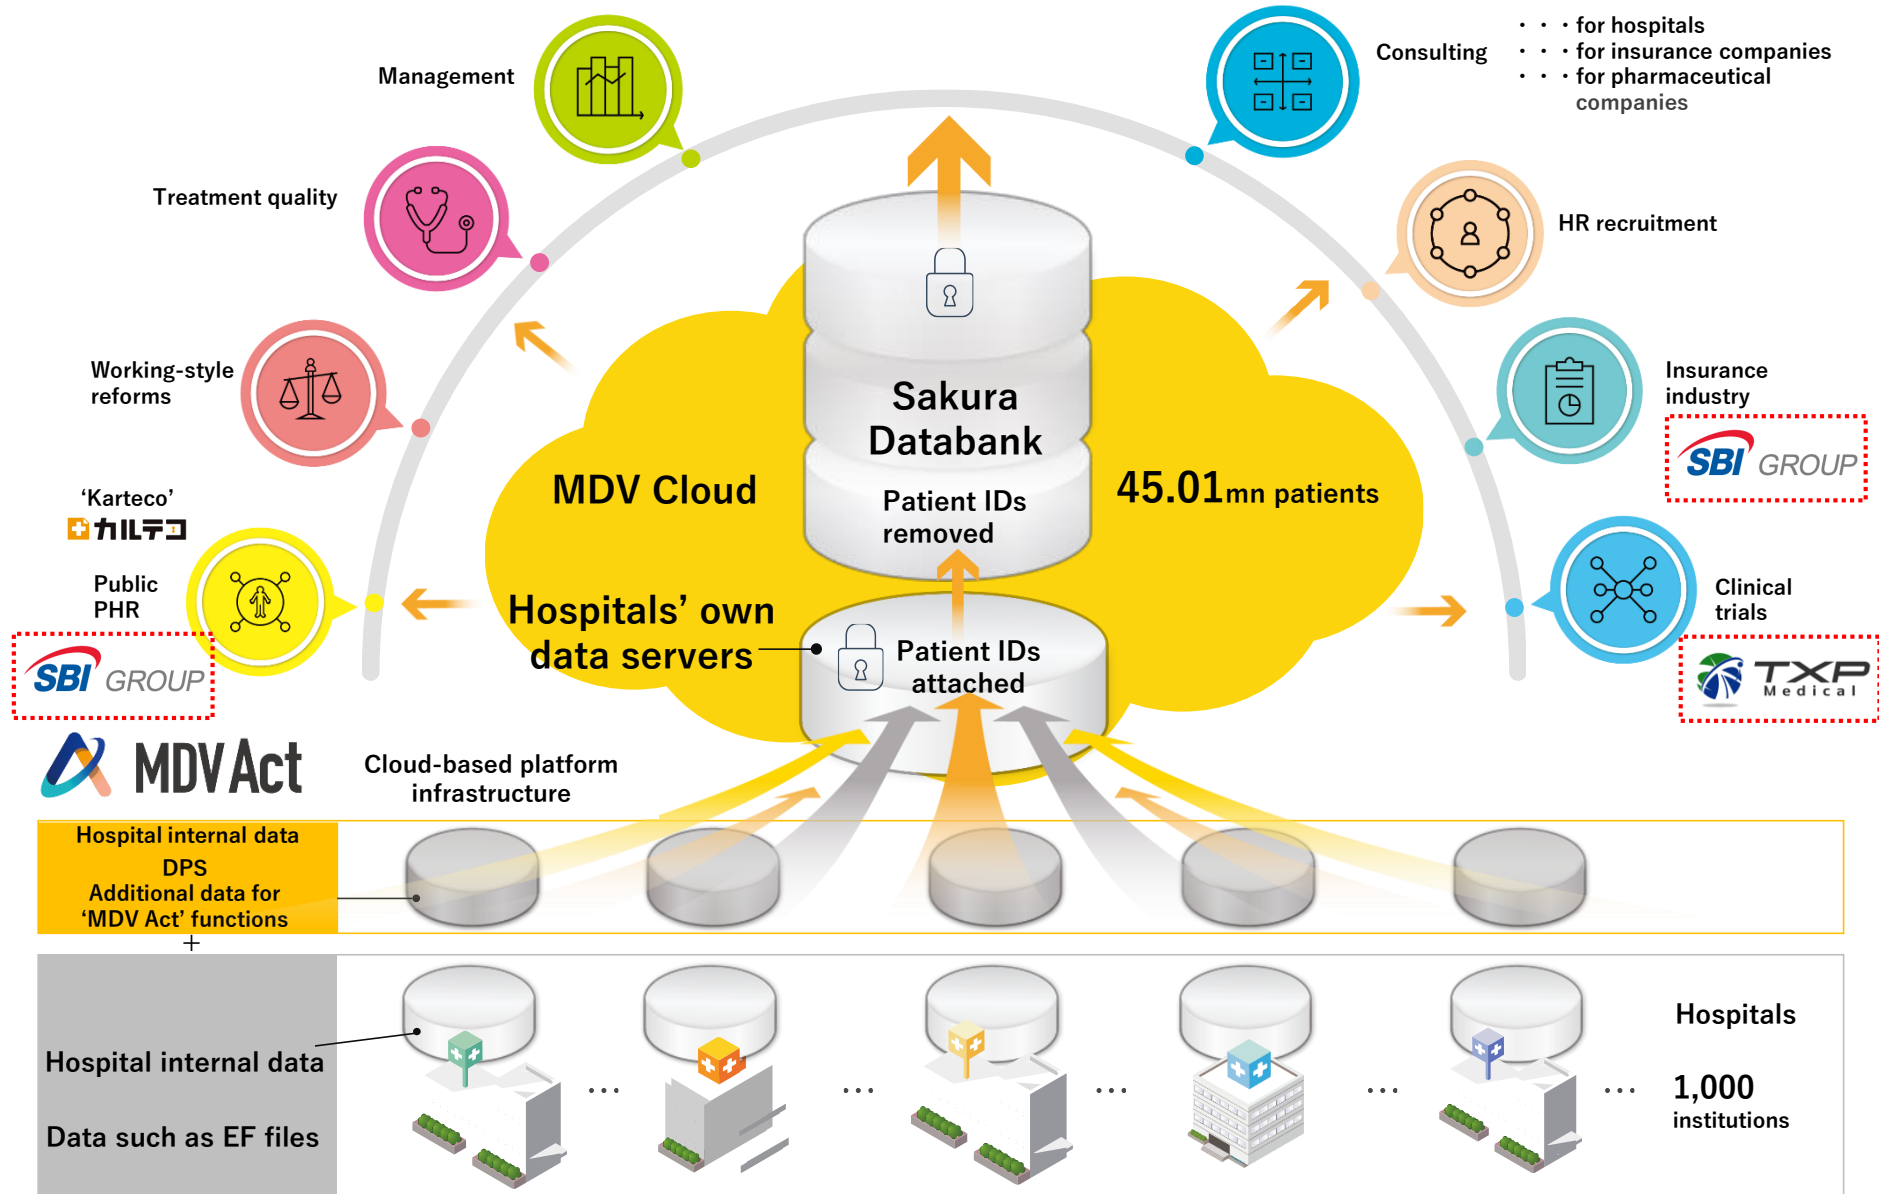 Management
Consulting
・・・for hospitals
・・・for insurance companies
・・・for pharmaceutical
companies
Treatment quality
HR recruitment
Working-style
reforms
Insurance
industry
SBI GROUP
Sakura
Databank
MDV Cloud
45.01mn patients
Patient IDs
removed
'Karteco'
カルテコ
Public
PHR
SBI GROUP
Hospitals' own
data servers
Patient IDs
attached
Clinical
trials
TXP
Medical
MDV Act
Cloud-based platform
infrastructure
Hospital internal data
DPS
Additional data for
'MDV Act' functions
+
Hospital internal data
Data such as EF files
... ... ... ... ...
Hospitals
1,000
institutions